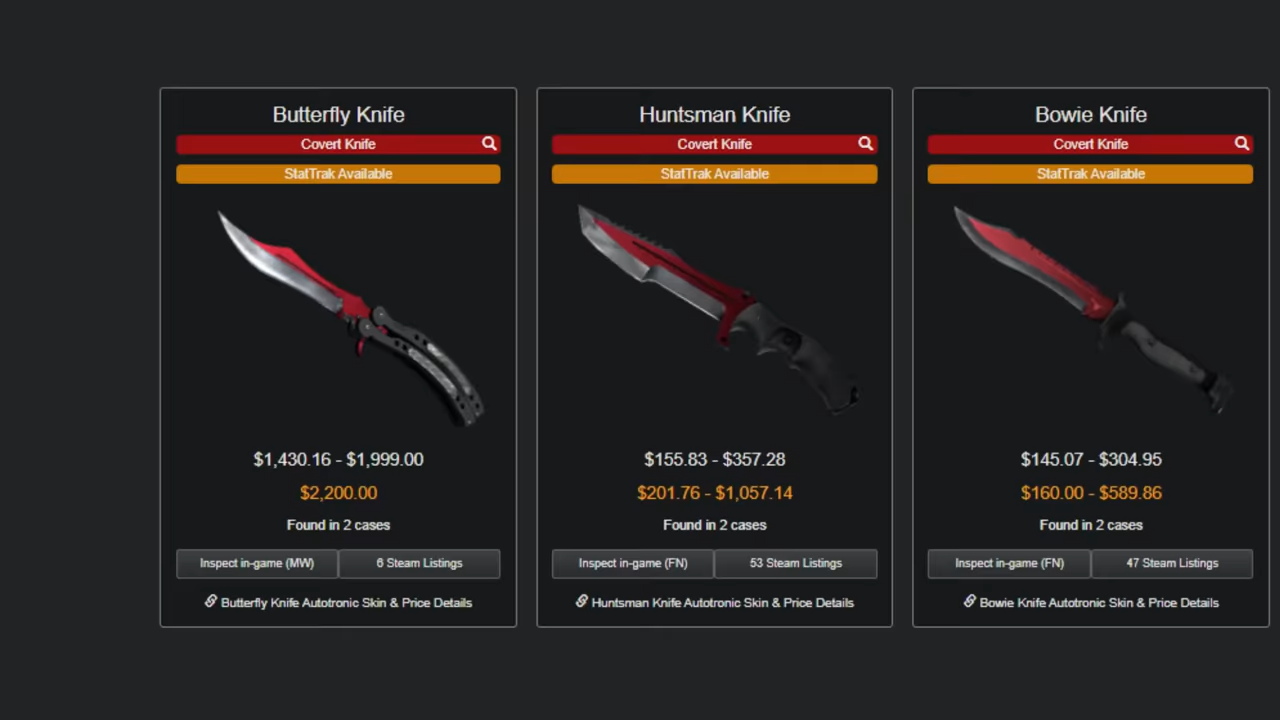 Butterfly Knife
Covert Knife
StatTrak Available
$1,430.16 - $1,999.00
$2,200.00
Found in 2 cases
Inspect in-game (MW)
6 Steam Listings
Butterfly Knife Autotronic Skin & Price Details
Huntsman Knife
Covert Knife
StatTrak Available
$155.83 - $357.28
$201.76 - $1,057.14
Found in 2 cases
Inspect in-game (FN)
53 Steam Listings
Huntsman Knife Autotronic Skin & Price Details
Bowie Knife
Covert Knife
StatTrak Available
$145.07 - $304.95
$160.00 - $589.86
Found in 2 cases
Inspect in-game (FN)
47 Steam Listings
Bowie Knife Autotronic Skin & Price Details